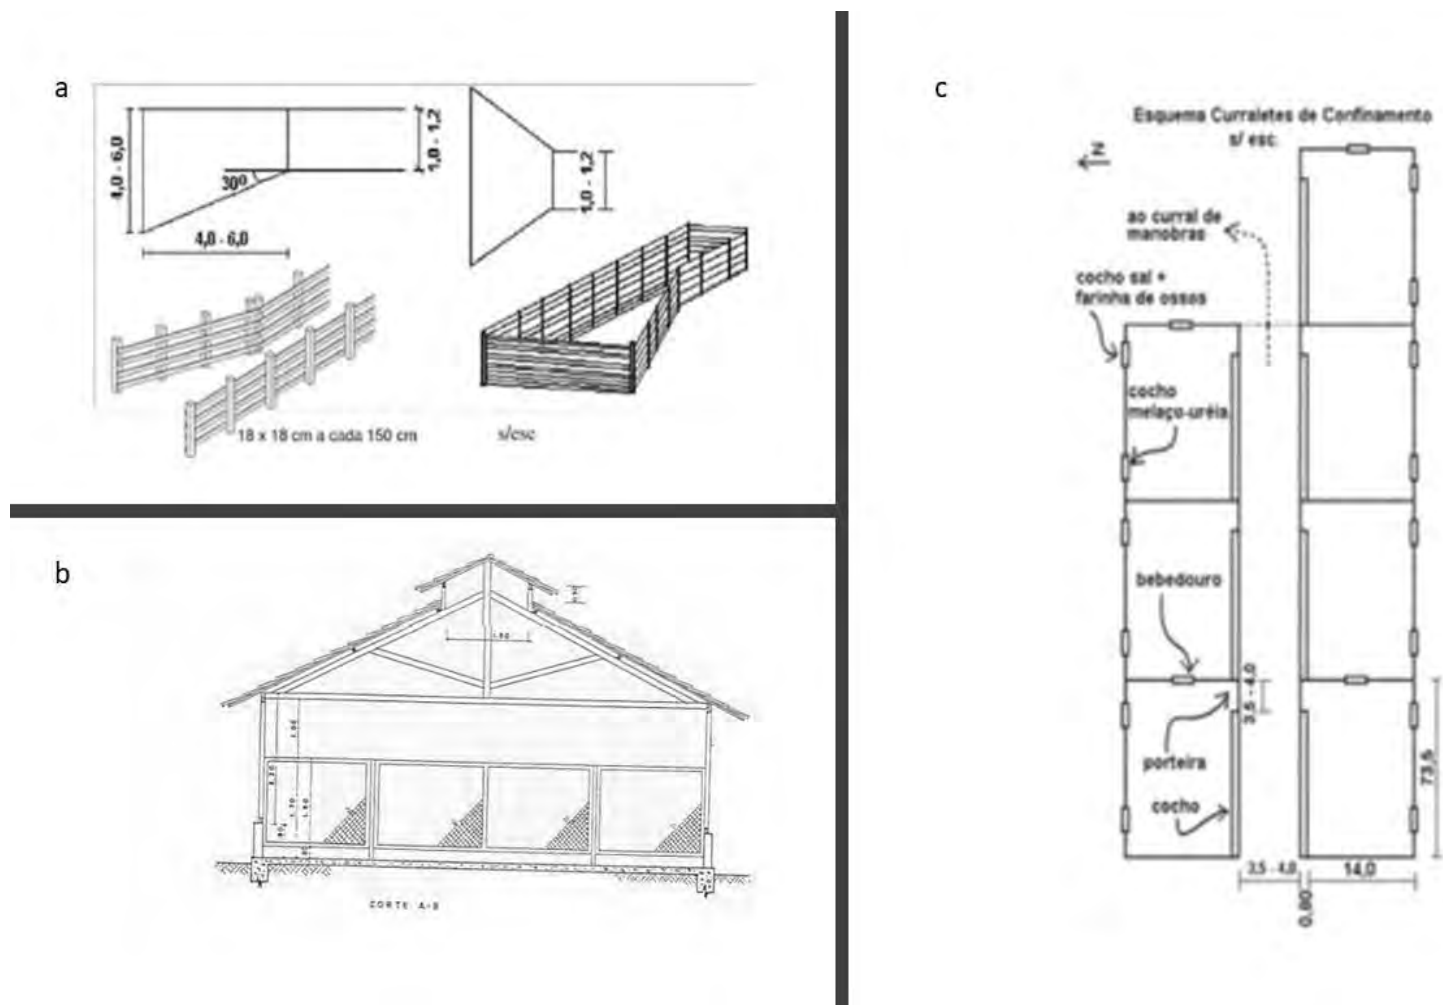 a
4,0 - 6,0
30º
4,0 - 6,0
1,0 - 1,2
1,0 - 1,2
18 x 18 cm a cada 150 cm
s/esc
b
1.50
CORTE A-B
c
Esquema Curraletes de Confinamento
s/ esc.
N
ao curral de
manobras
cocho sal +
farinha de ossos
cocho
melaço-uréia
bebedouro
3,5 - 4,0
porteira
cocho
73,5
3,5 - 4,0
14,0
0,80